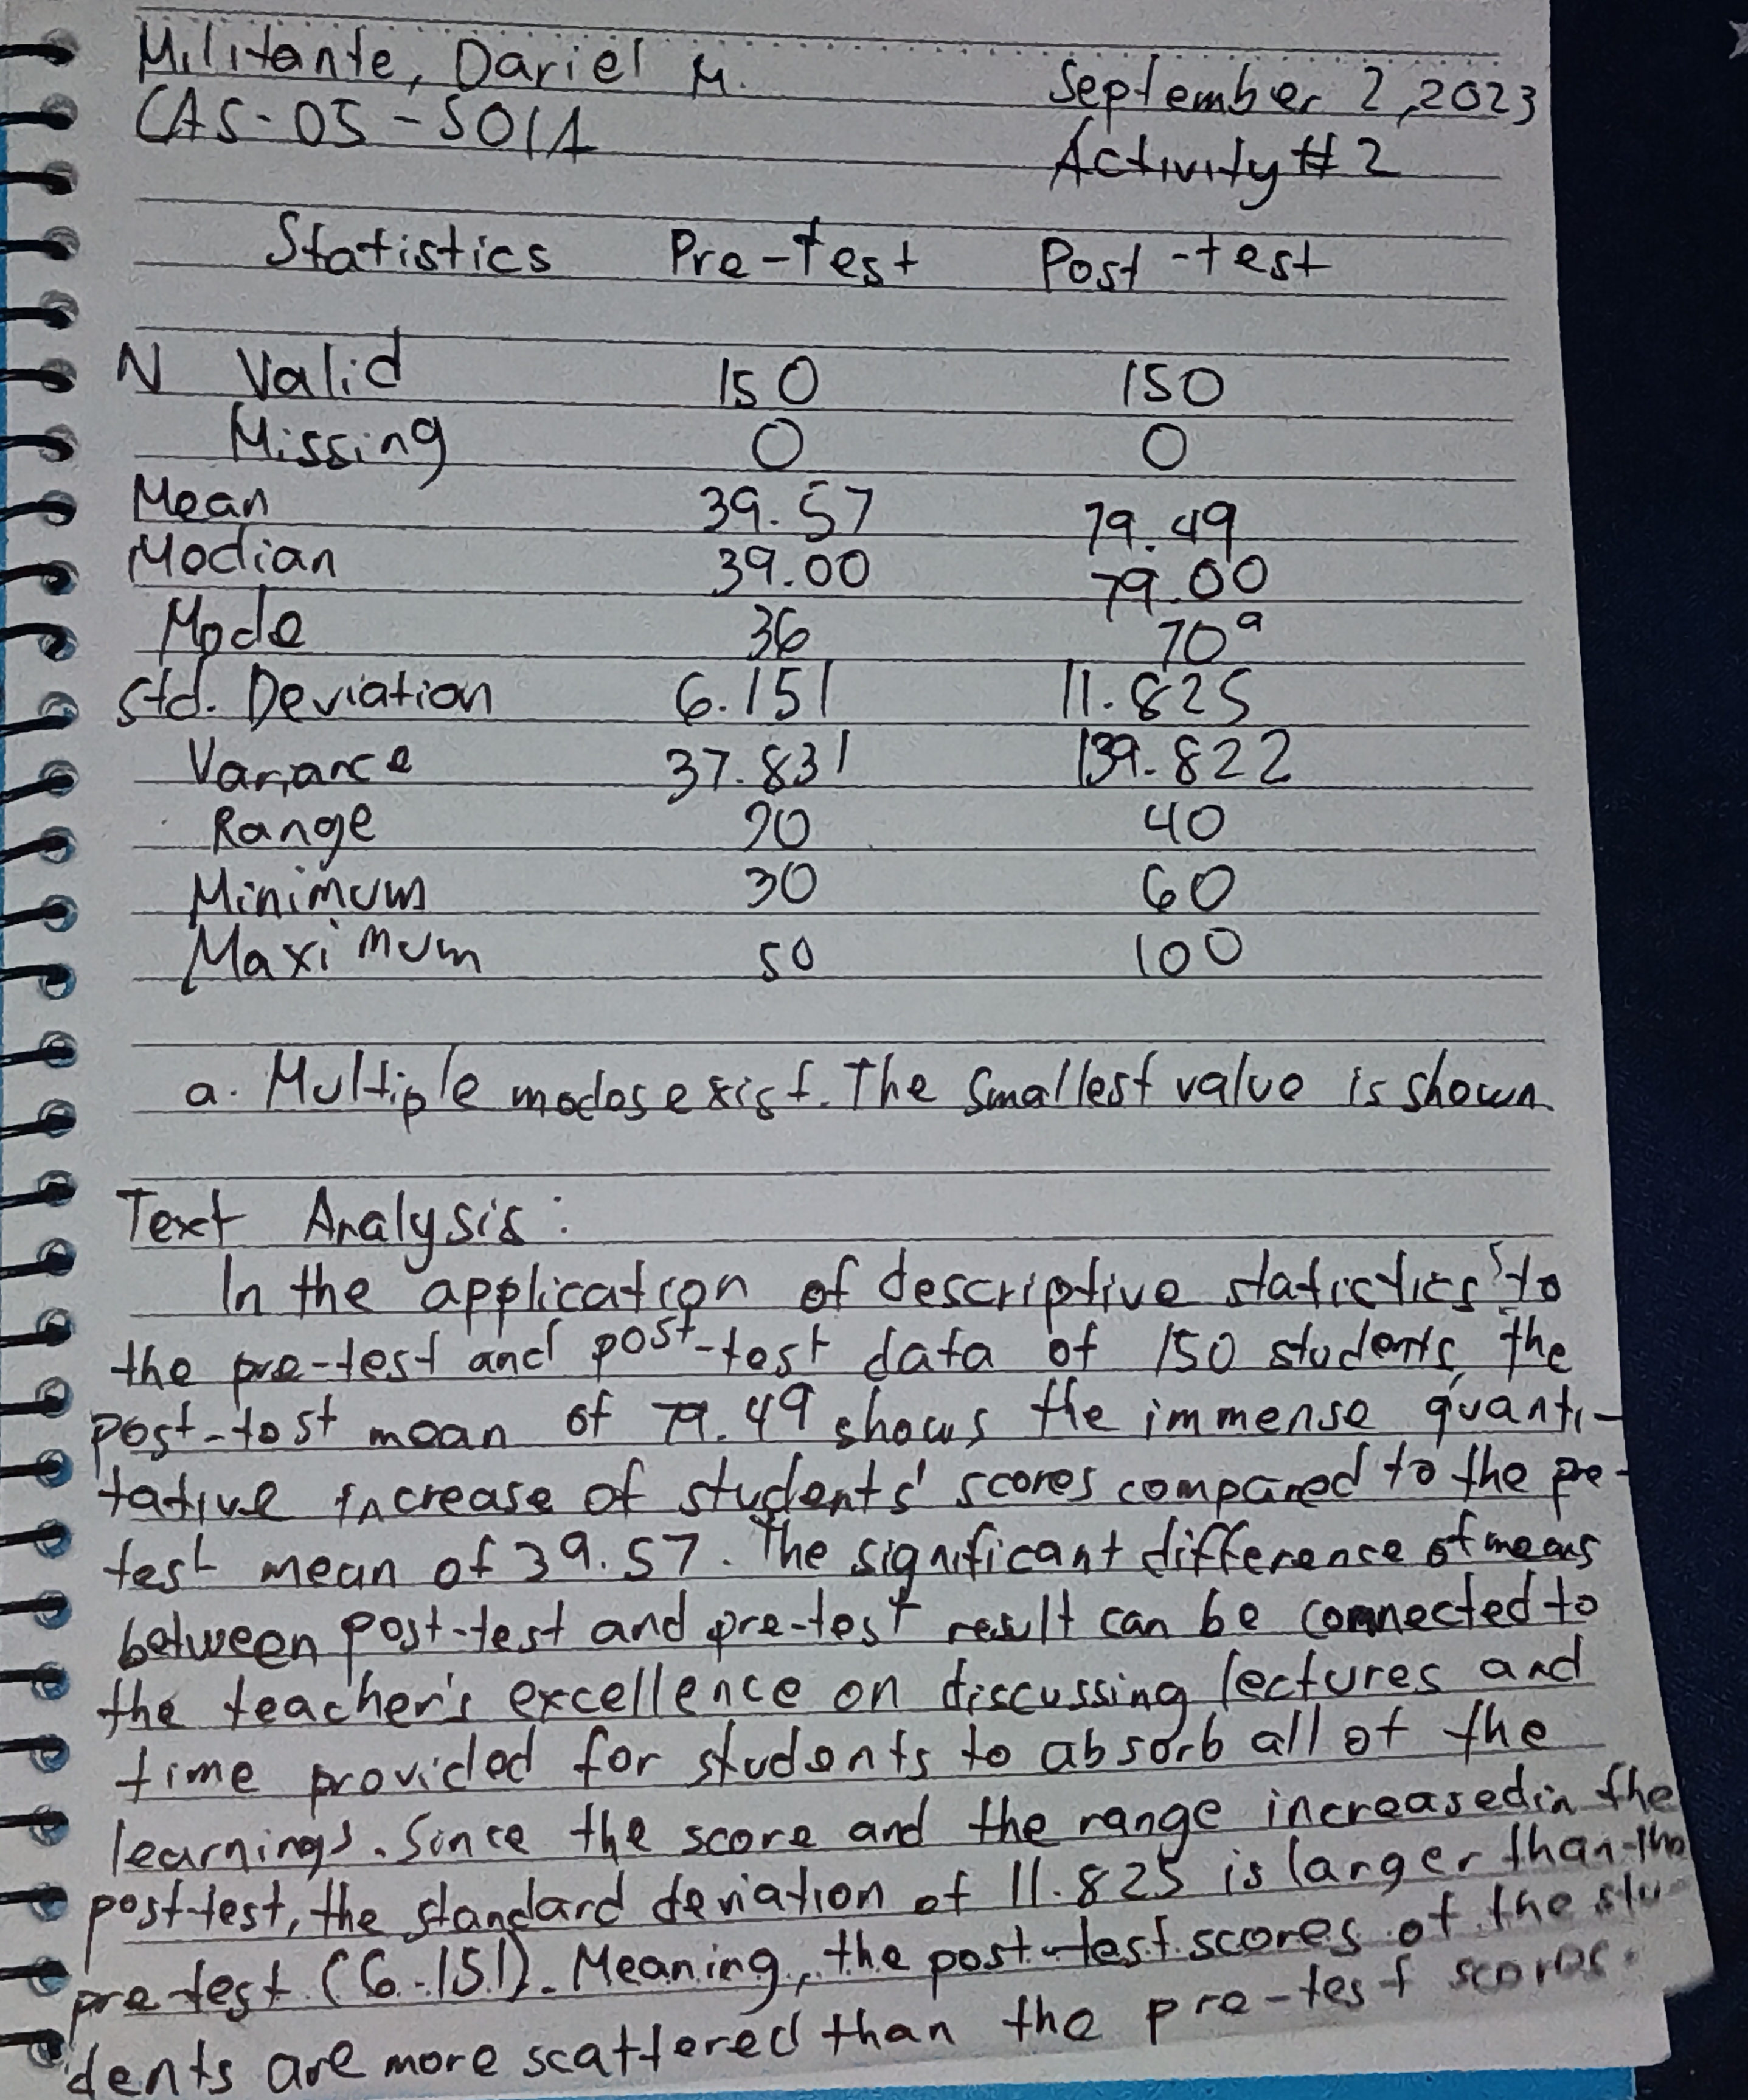 Militante, Dariel M.
September 2, 2023
CAS-05-501A
Activity #2
Statistics Pre-Test Post-test
N Valid 150 150
Missing 0 0
Mean 39.57 79.49
Median 39.00 79.00
Mode 36 70ᵃ
Std. Deviation 6.151 11.825
Variance 37.831 139.822
Range 20 40
Minimum 30 60
Maximum 50 100
a. Multiple modes exist. The smallest value is shown.
Text Analysis:
In the application of descriptive statistics to
the pre-test and post-test data of 150 students, the
post-test mean of 79.49 shows the immense quanti-
tative increase of students' scores compared to the pre-
test mean of 39.57. The significant difference of means
between post-test and pre-test result can be connected to
the teacher's excellence on discussing lectures and
time provided for students to absorb all of the
learnings. Since the score and the range increased in the
post-test, the standard deviation of 11.825 is larger than the
pre-test (6.151). Meaning, the post-test scores of the stu-
dents are more scattered than the pre-test scores.